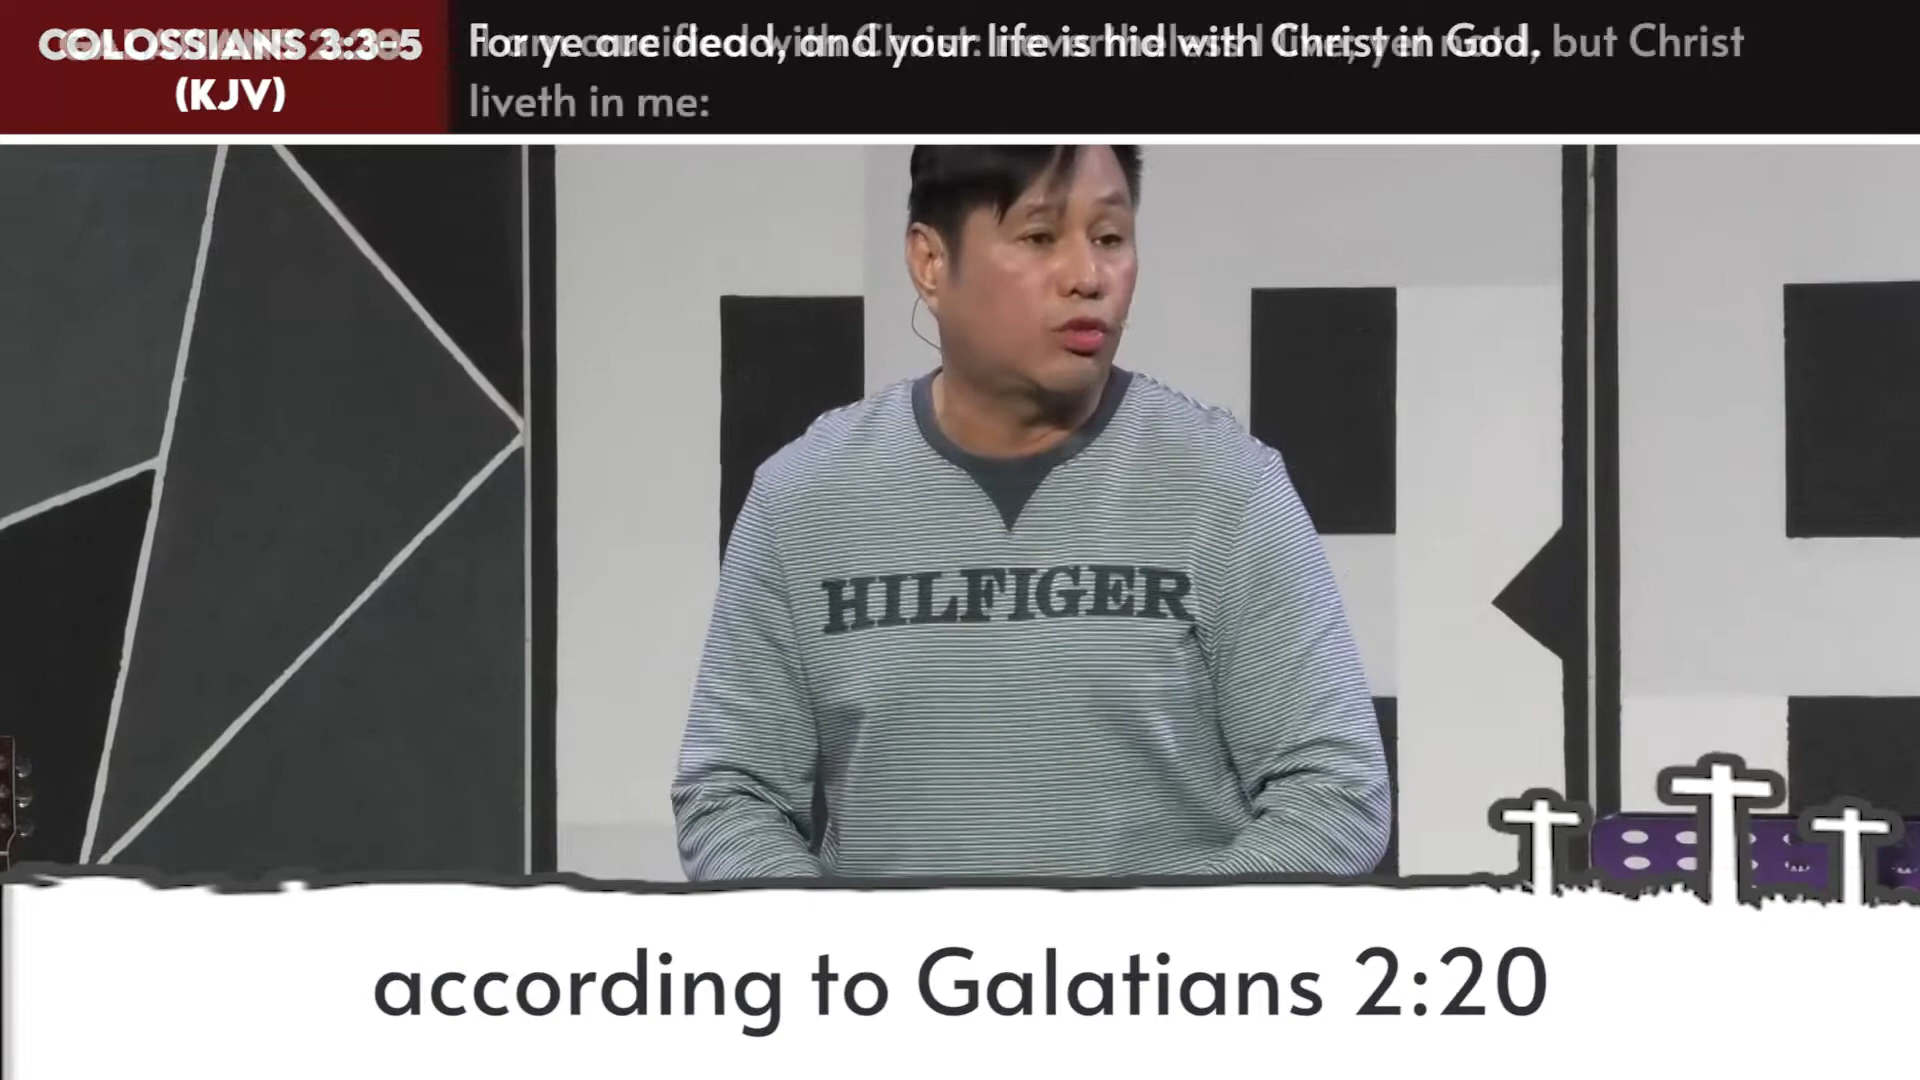 COLOSSIANS 3:3-5
(KJV)
For ye are dead, and your life is hid with Christ in God,
but Christ
liveth in me:
HILFIGER
according to Galatians 2:20